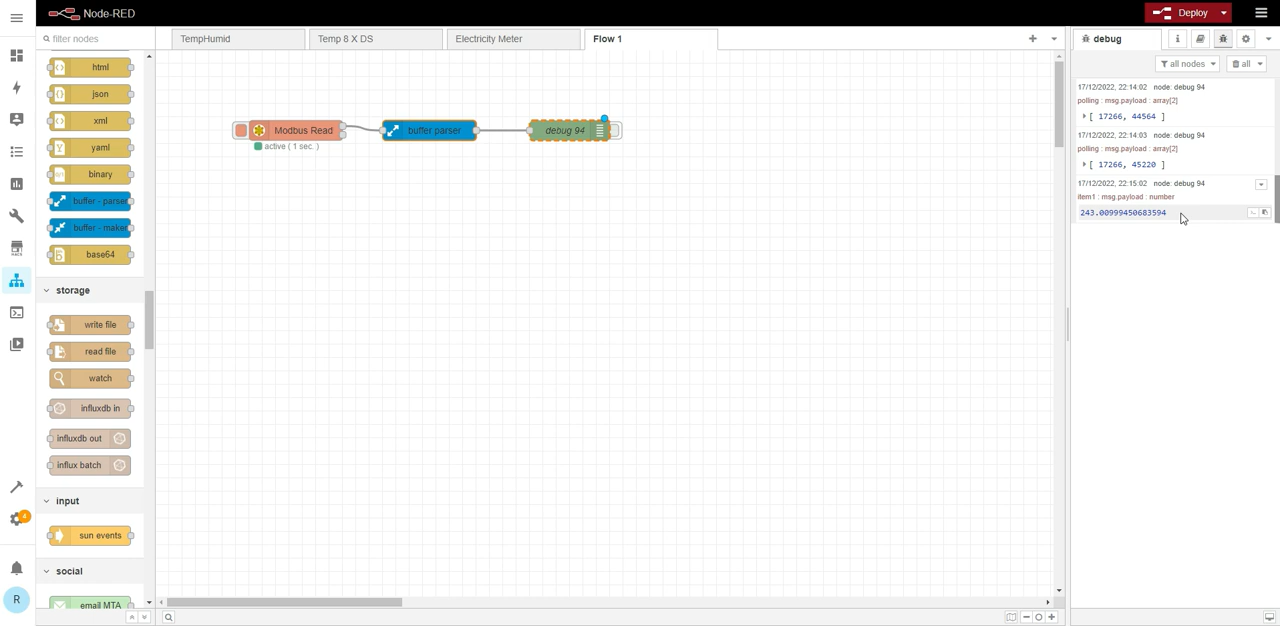 Node-RED
Deploy
filter nodes
TempHumid
Temp 8 X DS
Electricity Meter
Flow 1
debug
all nodes
all
html
json
xml
yaml
binary
buffer - parser
buffer - maker
base64
storage
write file
read file
watch
influxdb in
influxdb out
influx batch
input
sun events
social
email MTA
HACS
4
R
Modbus Read
active ( 1 sec. )
buffer parser
debug 94
17/12/2022, 22:14:02 node: debug 94
polling : msg.payload : array[2]
[ 17266, 44564 ]
17/12/2022, 22:14:03 node: debug 94
polling : msg.payload : array[2]
[ 17266, 45220 ]
17/12/2022, 22:15:02 node: debug 94
item1 : msg.payload : number
243.00999450683594